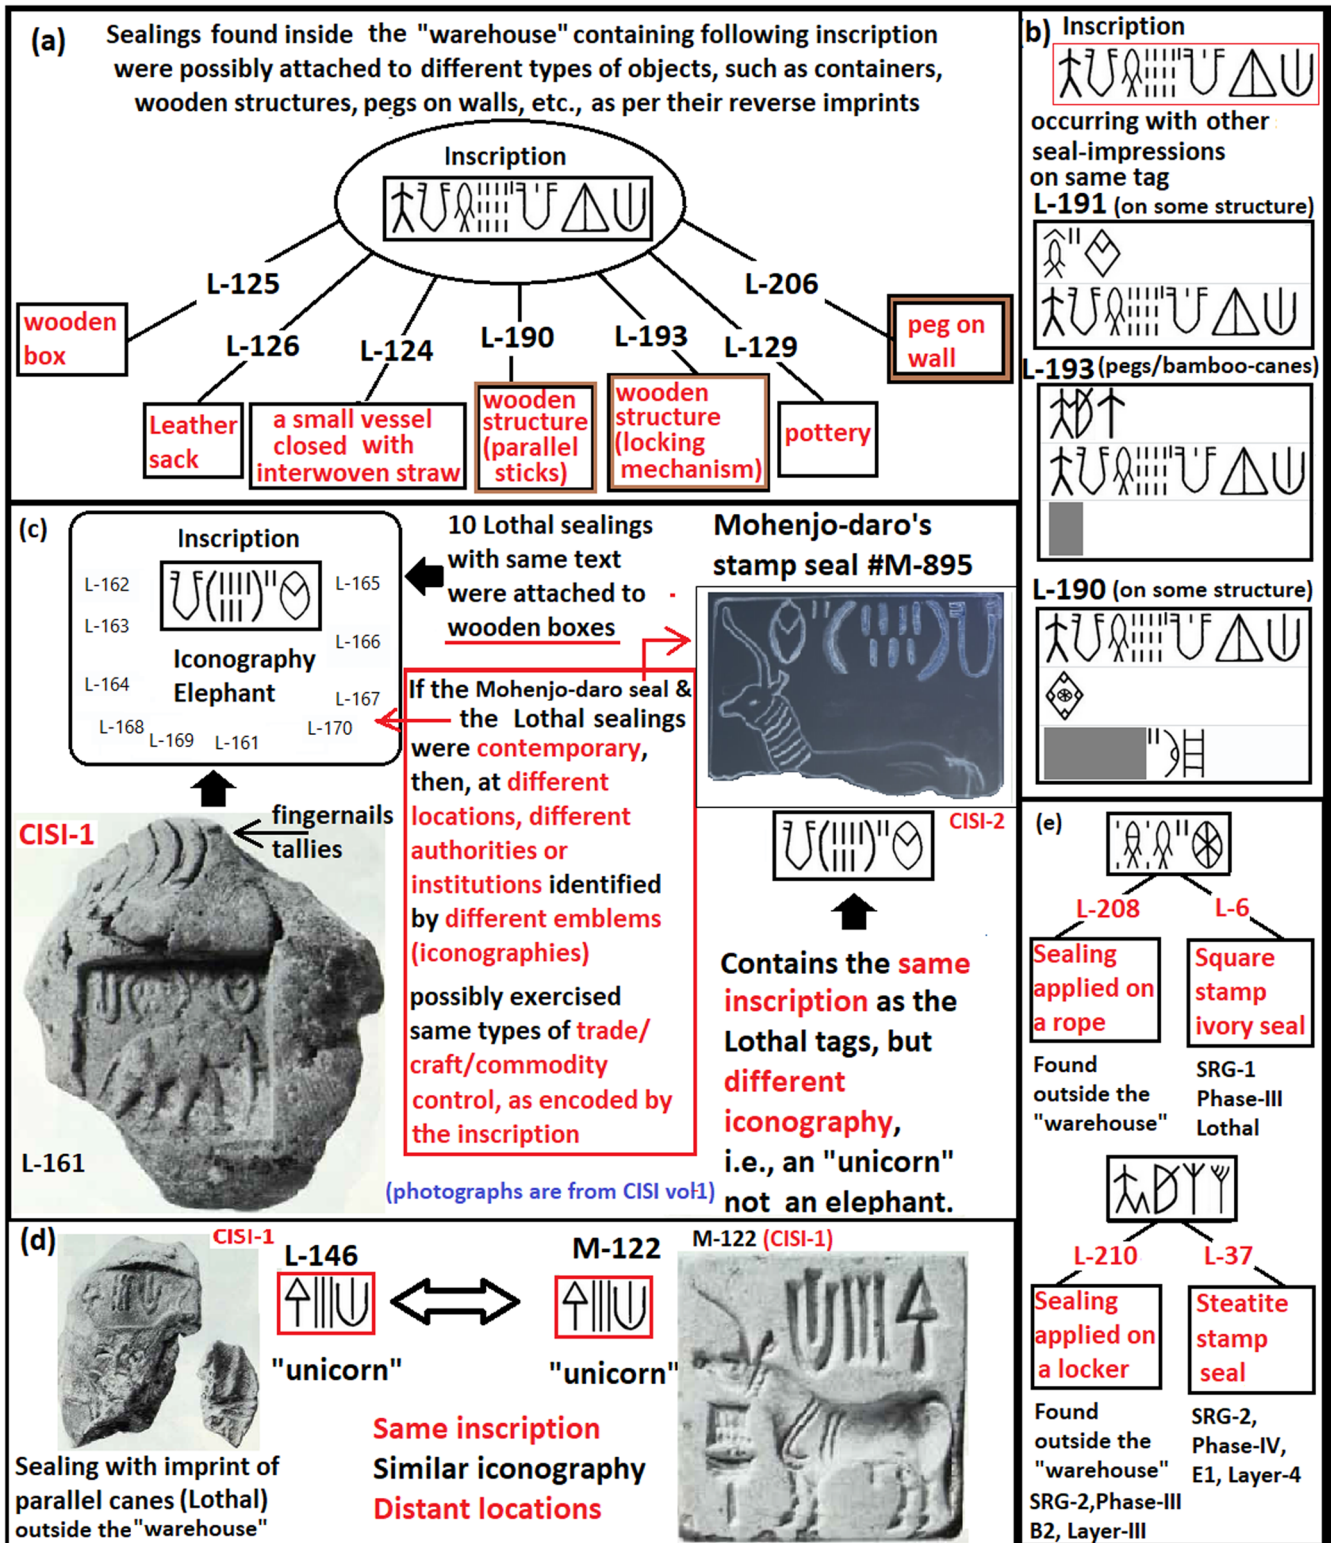 (a)
Sealings found inside the "warehouse" containing following inscription
were possibly attached to different types of objects, such as containers,
wooden structures, pegs on walls, etc., as per their reverse imprints
Inscription
L-125
L-126
L-124
L-190
L-193
L-129
L-206
wooden
box
Leather
sack
a small vessel
closed with
interwoven straw
wooden
structure
(parallel
sticks)
wooden
structure
(locking
mechanism)
pottery
peg on
wall
(b)
Inscription
occurring with other
seal-impressions
on same tag
L-191 (on some structure)
L-193 (pegs/bamboo-canes)
L-190 (on some structure)
(c)
Inscription
L-162
L-163
L-164
L-168
L-169
L-161
L-170
L-167
L-166
L-165
Iconography
Elephant
10 Lothal sealings
with same text
were attached to
wooden boxes
Mohenjo-daro's
stamp seal #M-895
If the Mohenjo-daro seal &
the Lothal sealings
were contemporary,
then, at different
locations, different
authorities or
institutions identified
by different emblems
(iconographies)
possibly exercised
same types of trade/
craft/commodity
control, as encoded by
the inscription
CISI-1
fingernails
tallies
L-161
CISI-2
Contains the same
inscription as the
Lothal tags, but
different
iconography,
i.e., an "unicorn"
not an elephant.
(photographs are from CISI vol1)
(d)
CISI-1
L-146
"unicorn"
M-122
"unicorn"
M-122 (CISI-1)
Same inscription
Similar iconography
Distant locations
Sealing with imprint of
parallel canes (Lothal)
outside the "warehouse"
(e)
L-208
L-6
Sealing
applied on
a rope
Square
stamp
ivory seal
Found
outside the
"warehouse"
SRG-1
Phase-III
Lothal
L-210
L-37
Sealing
applied on
a locker
Steatite
stamp
seal
Found
outside the
"warehouse"
SRG-2,Phase-III
B2, Layer-III
SRG-2,
Phase-IV,
E1, Layer-4